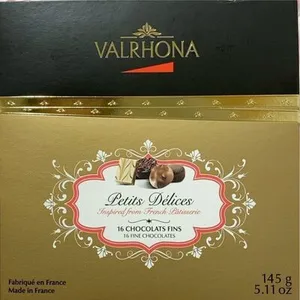 VALRHONA
Petits Délices
Inspired from French Pâtisserie
16 CHOCOLATS FINS
16 FINE CHOCOLATES
Fabriqué en France
Made in France
145 g
5.11 oz